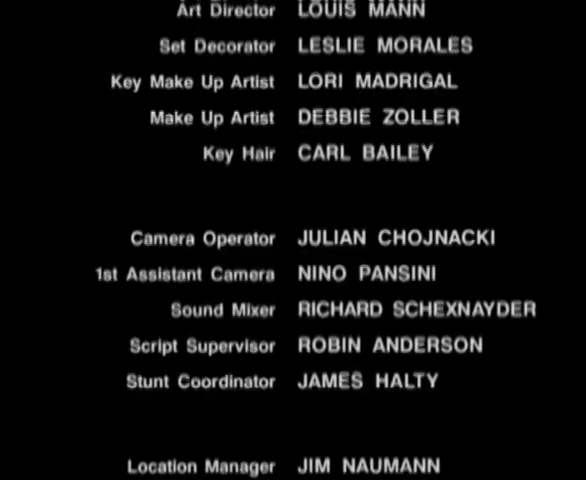 Art Director LOUIS MANN
Set Decorator LESLIE MORALES
Key Make Up Artist LORI MADRIGAL
Make Up Artist DEBBIE ZOLLER
Key Hair CARL BAILEY
Camera Operator JULIAN CHOJNACKI
1st Assistant Camera NINO PANSINI
Sound Mixer RICHARD SCHEXNAYDER
Script Supervisor ROBIN ANDERSON
Stunt Coordinator JAMES HALTY
Location Manager JIM NAUMANN